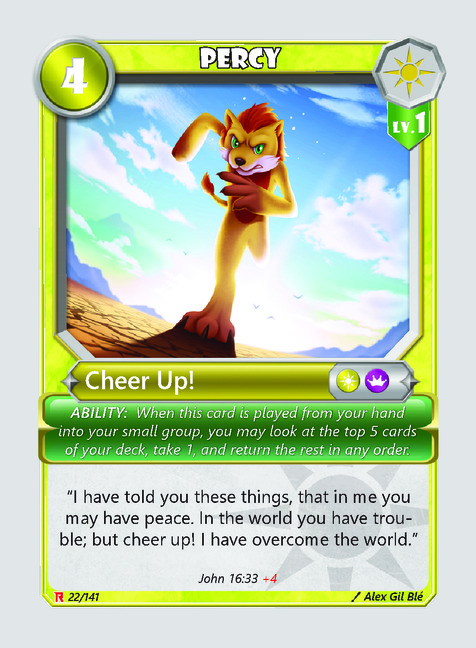 PERCY
4
LV.1
Cheer Up!
ABILITY: When this card is played from your hand
into your small group, you may look at the top 5 cards
of your deck, take 1, and return the rest in any order.
“I have told you these things, that in me you
may have peace. In the world you have trou-
ble; but cheer up! I have overcome the world.”
John 16:33 +4
R 22/141
Alex Gil Blé